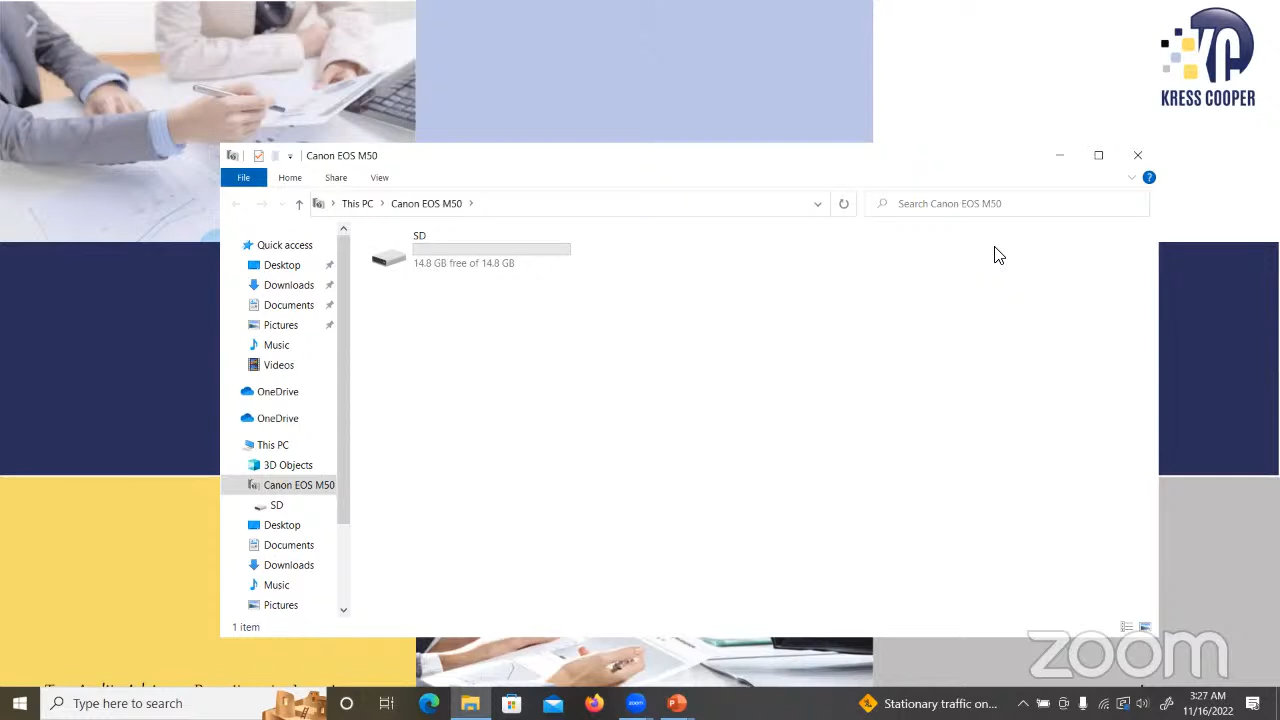 KC
KRESS COOPER
Canon EOS M50
File Home Share View
This PC Canon EOS M50
Search Canon EOS M50
Quick access
Desktop
Downloads
Documents
Pictures
Music
Videos
OneDrive
OneDrive
This PC
3D Objects
Canon EOS M50
SD
Desktop
Documents
Downloads
Music
Pictures
SD
14.8 GB free of 14.8 GB
1 item
zoom
Type here to search
zoom
Stationary traffic on...
3:27 AM
11/16/2022